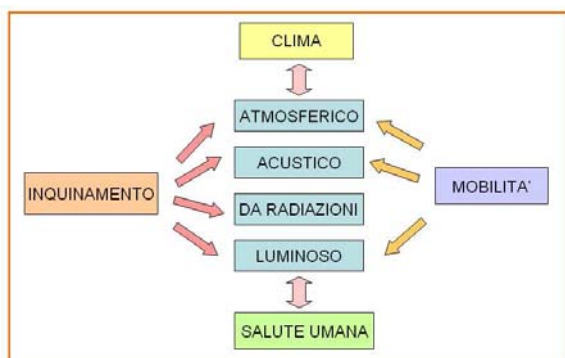 CLIMA
ATMOSFERICO
ACUSTICO
INQUINAMENTO
DA RADIAZIONI
MOBILITA'
LUMINOSO
SALUTE UMANA